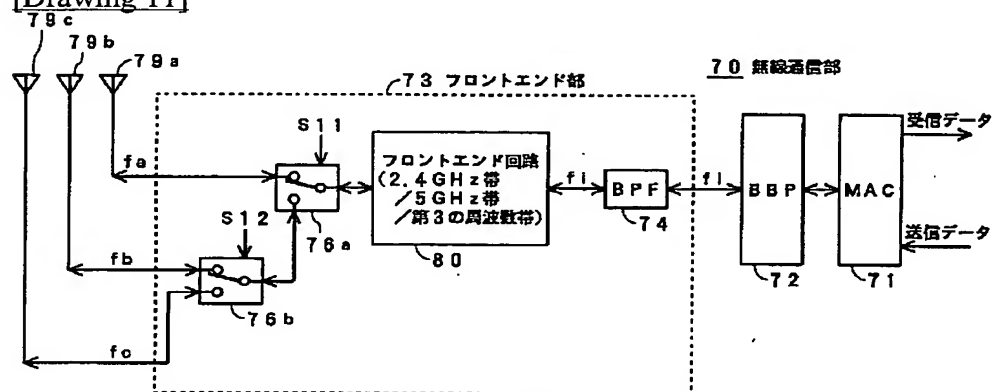 [Drawing 11]
79c
79b
79a
73 フロントエンド部
70 無線通信部
S11
fa
フロントエンド回路
(2.4GHz帯
/5GHz帯
/第3の周波数帯)
fi
BPF
fi
BBP
MAC
受信データ
送信データ
S12
76a
74
80
fb
72
71
76b
fc